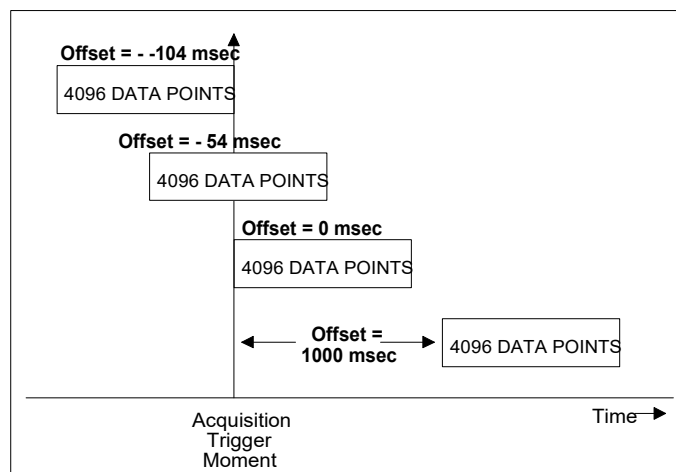 Offset = - -104 msec
4096 DATA POINTS
Offset = - 54 msec
4096 DATA POINTS
Offset = 0 msec
4096 DATA POINTS
Offset =
1000 msec
4096 DATA POINTS
Acquisition
Trigger
Moment
Time